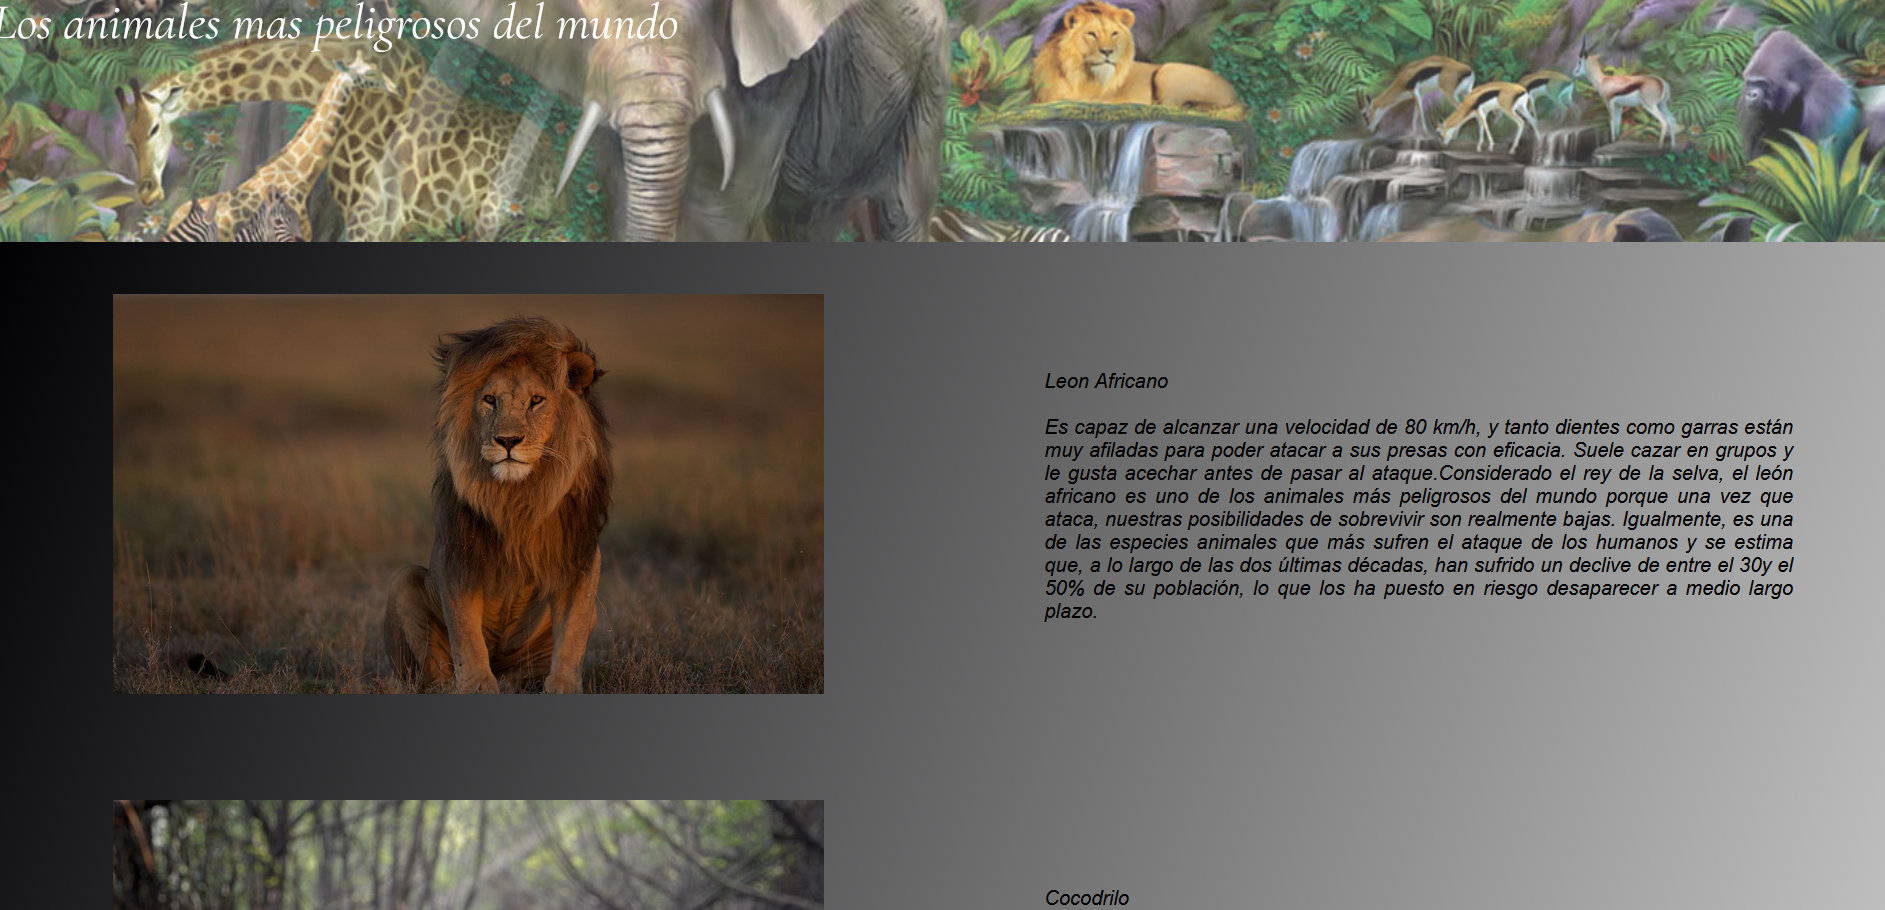 Los animales mas peligrosos del mundo
Leon Africano
Es capaz de alcanzar una velocidad de 80 km/h, y tanto dientes como garras están
muy afiladas para poder atacar a sus presas con eficacia. Suele cazar en grupos y
le gusta acechar antes de pasar al ataque.Considerado el rey de la selva, el león
africano es uno de los animales más peligrosos del mundo porque una vez que
ataca, nuestras posibilidades de sobrevivir son realmente bajas. Igualmente, es una
de las especies animales que más sufren el ataque de los humanos y se estima
que, a lo largo de las dos últimas décadas, han sufrido un declive de entre el 30y el
50% de su población, lo que los ha puesto en riesgo desaparecer a medio largo
plazo.
Cocodrilo